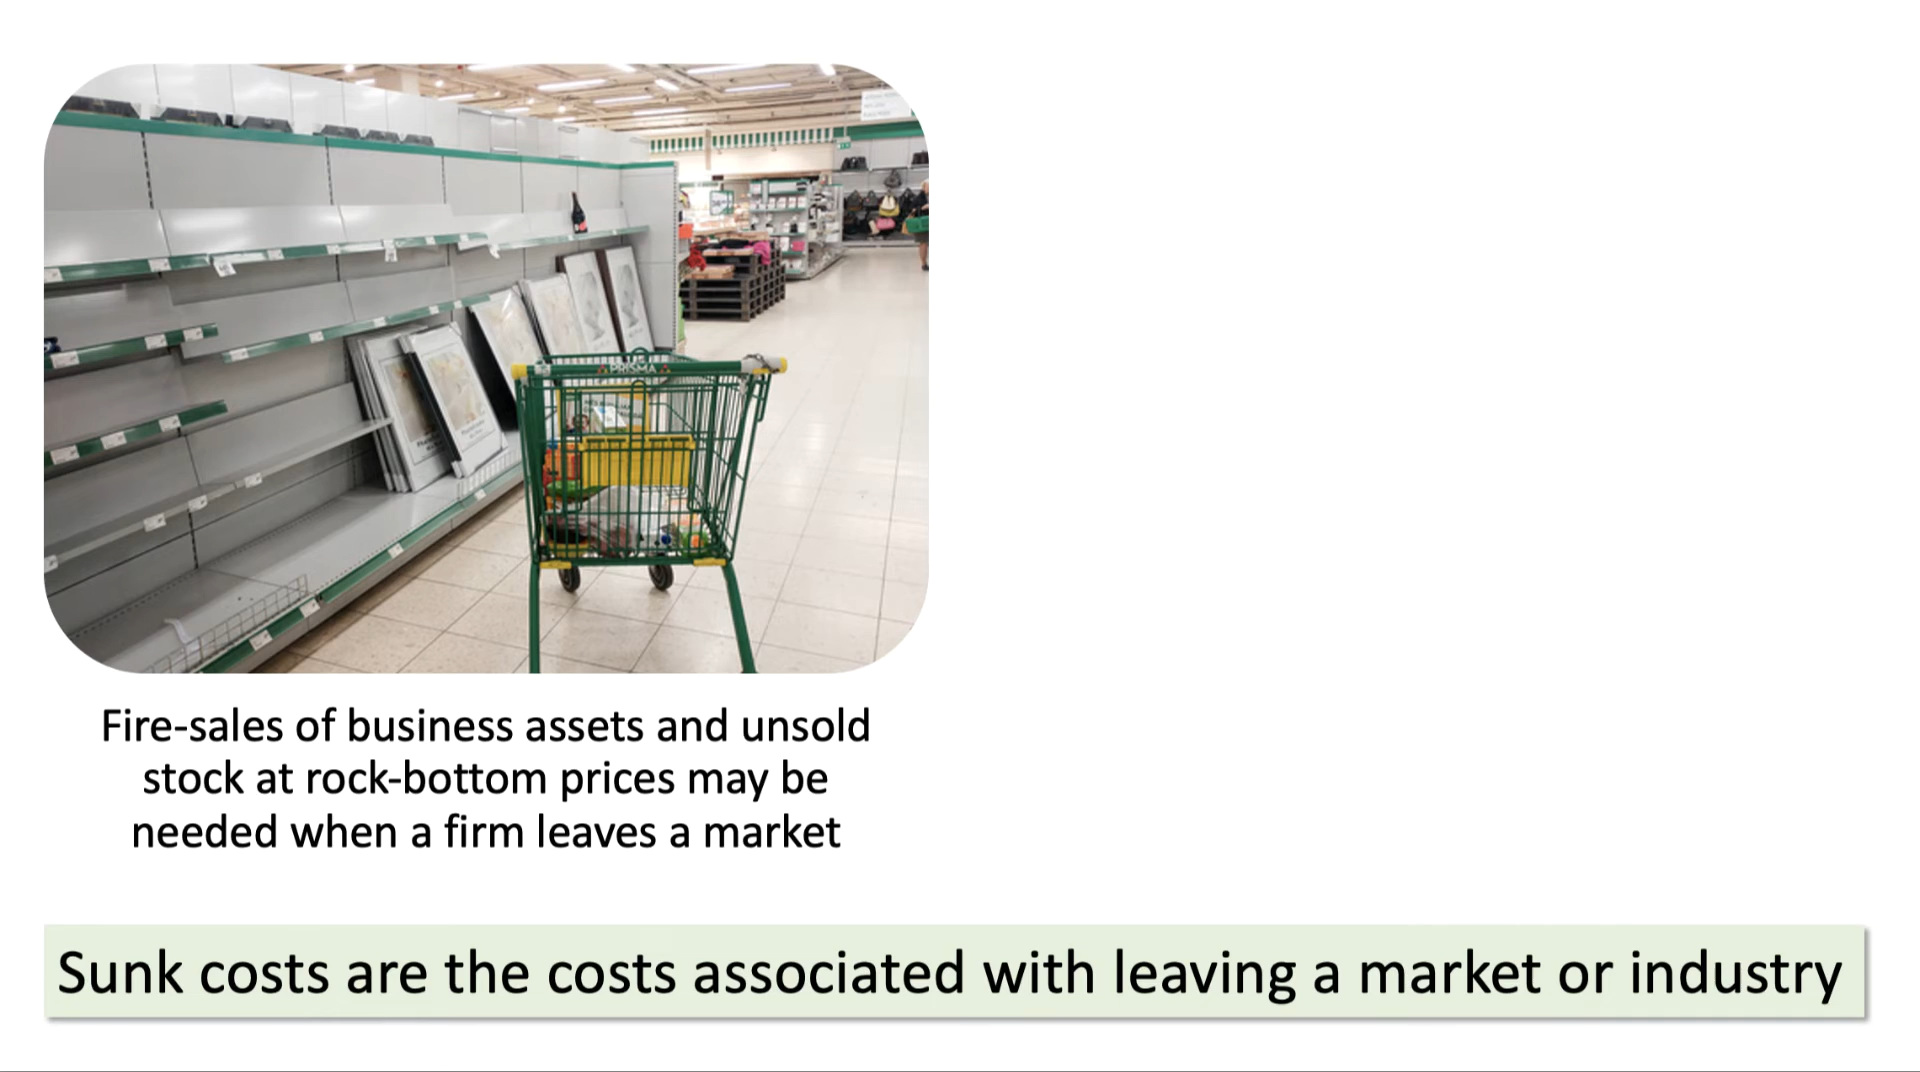 PRISMA
Fire-sales of business assets and unsold
stock at rock-bottom prices may be
needed when a firm leaves a market
Sunk costs are the costs associated with leaving a market or industry